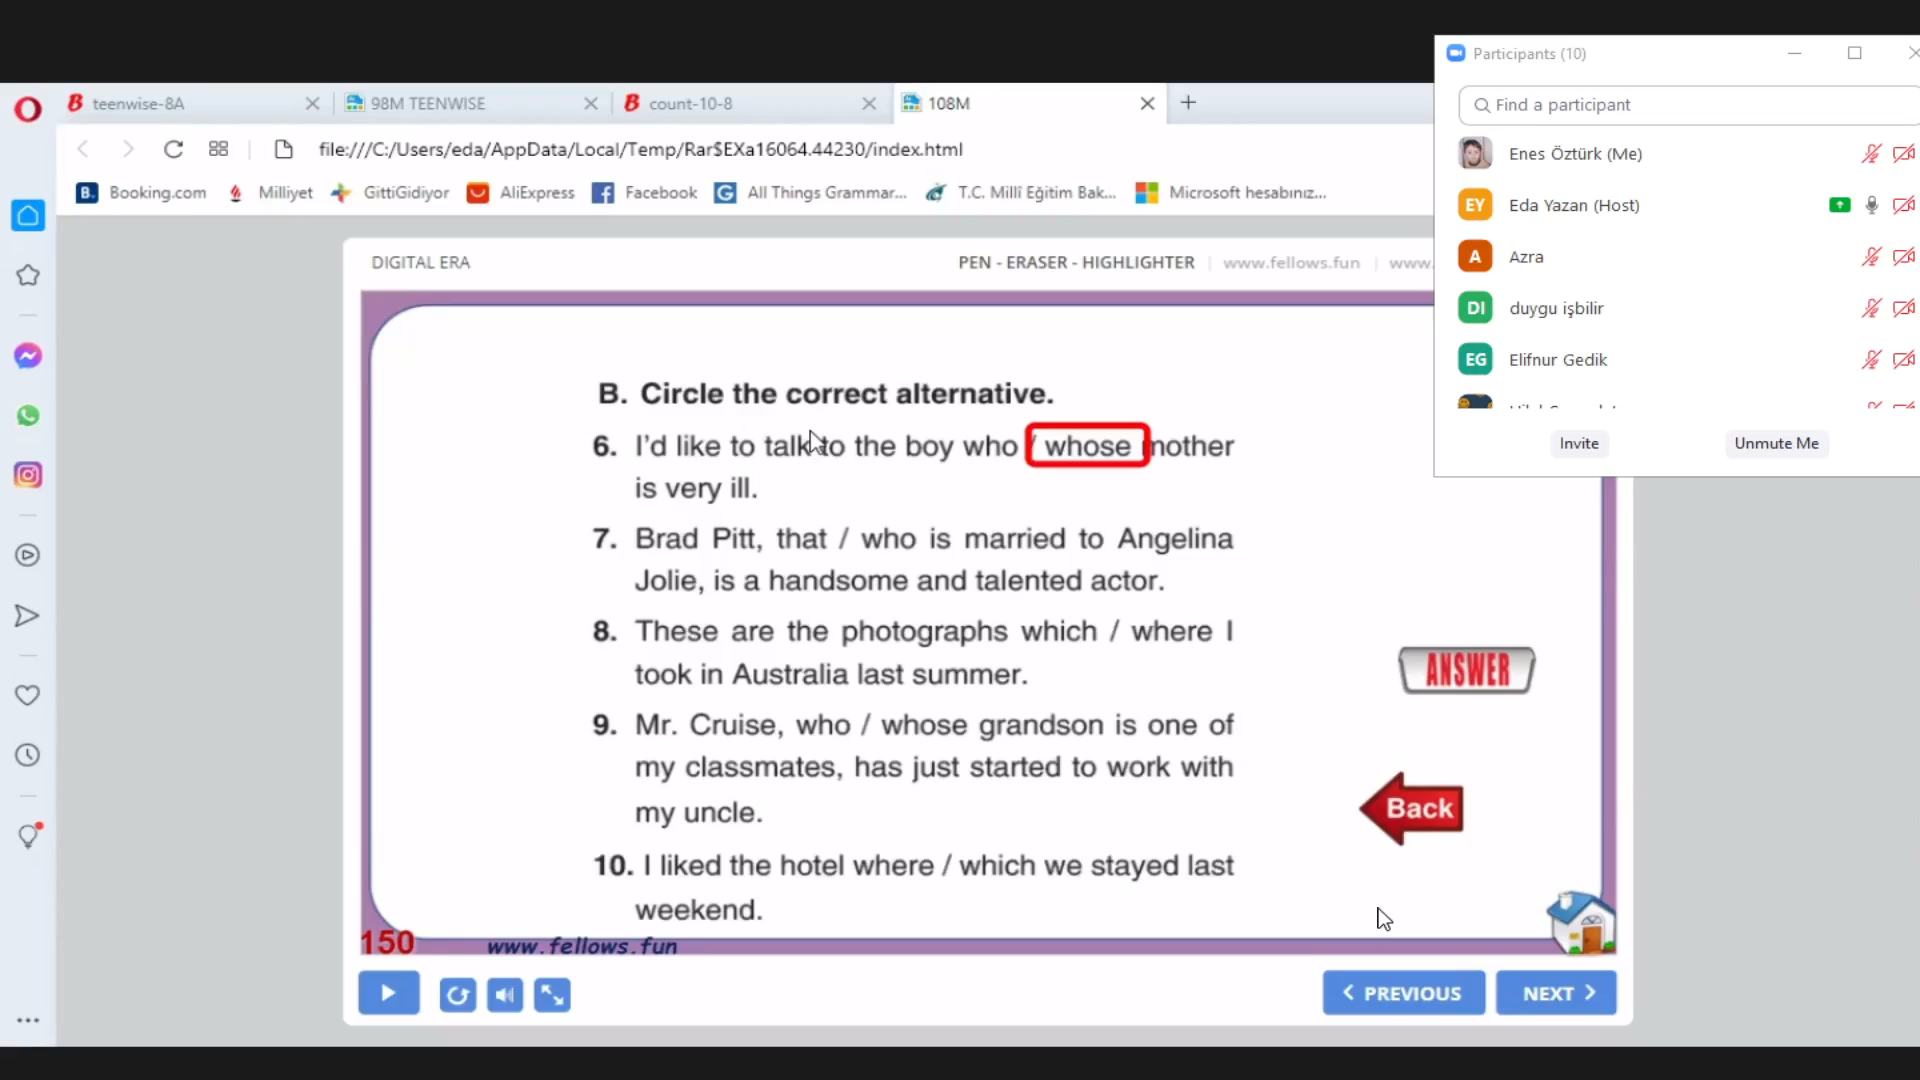 Participants (10)
teenwise-8A
98M TEENWISE
count-10-8
108M
Find a participant
file:///C:/Users/eda/AppData/Local/Temp/Rar$EXa16064.44230/index.html
Enes Öztürk (Me)
B. Booking.com
Milliyet
GittiGidiyor
AliExpress
Facebook
All Things Grammar...
T.C. Millî Eğitim Bak...
Microsoft hesabınız...
EY Eda Yazan (Host)
A Azra
DIGITAL ERA
PEN - ERASER - HIGHLIGHTER | www.fellows.fun | www.
DI duygu işbilir
EG Elifnur Gedik
Invite
Unmute Me
B. Circle the correct alternative.
6. I'd like to talk to the boy who / whose mother
is very ill.
7. Brad Pitt, that / who is married to Angelina
Jolie, is a handsome and talented actor.
8. These are the photographs which / where I
took in Australia last summer.
9. Mr. Cruise, who / whose grandson is one of
my classmates, has just started to work with
my uncle.
10. I liked the hotel where / which we stayed last
weekend.
ANSWER
Back
150
www.fellows.fun
PREVIOUS
NEXT